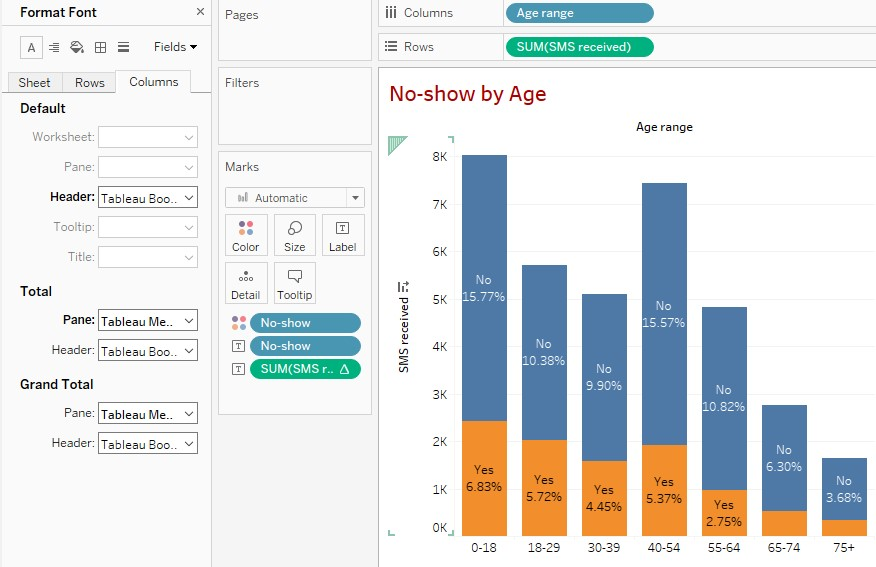 Format Font ×
A Fields
Sheet Rows Columns
Default
Worksheet:
Pane:
Header: Tableau Boo..
Tooltip:
Title:
Total
Pane: Tableau Me..
Header: Tableau Boo..
Grand Total
Pane: Tableau Me..
Header: Tableau Boo..
Pages
Filters
Marks
Automatic
Color Size T Label
Detail Tooltip
No-show
T No-show
T SUM(SMS r.. Δ
Columns Age range
Rows SUM(SMS received)
No-show by Age
Age range
SMS received
8K
7K
6K
5K
4K
3K
2K
1K
0K
No
15.77%
Yes
6.83%
No
10.38%
Yes
5.72%
No
9.90%
Yes
4.45%
No
15.57%
Yes
5.37%
No
10.82%
Yes
2.75%
No
6.30%
No
3.68%
0-18 18-29 30-39 40-54 55-64 65-74 75+